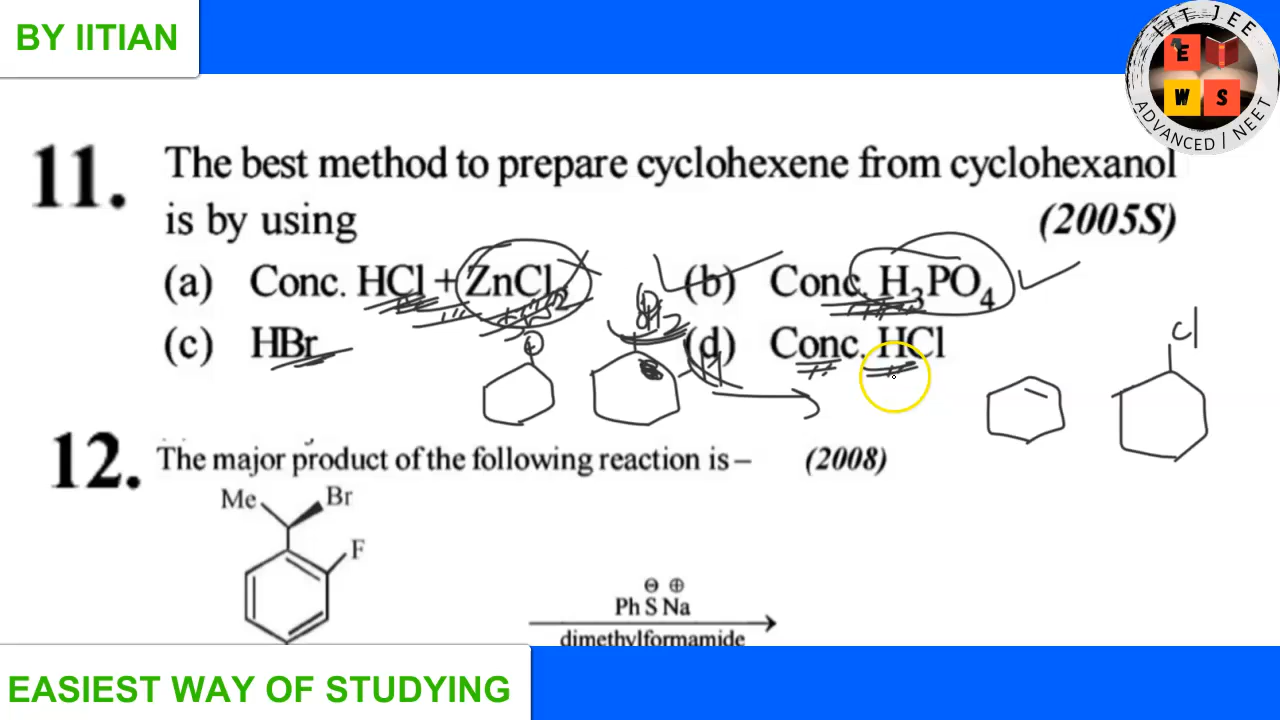 BY IITIAN
IIT JEE
E
W S
ADVANCED | NEET
11. The best method to prepare cyclohexene from cyclohexanol
is by using (2005S)
(a) Conc. HCl + ZnCl2 (b) Conc. H3PO4
(c) HBr (d) Conc. HCl
Cl
12. The major product of the following reaction is – (2008)
Me Br
F
⊖ ⊕
Ph S Na
dimethylformamide
EASIEST WAY OF STUDYING